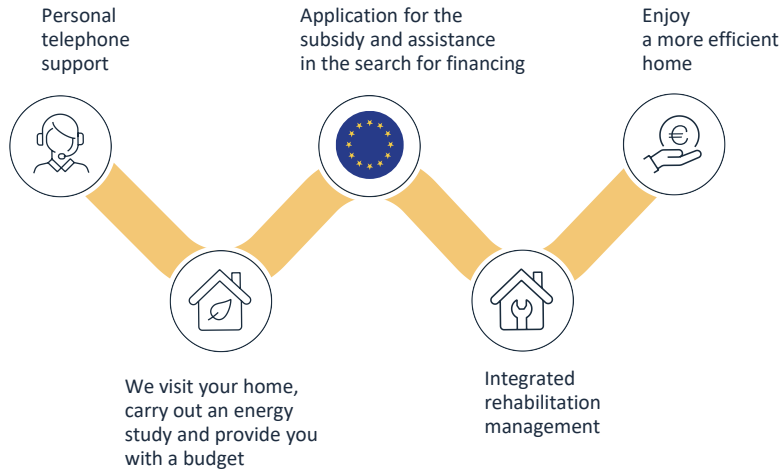 Personal
telephone
support
We visit your home,
carry out an energy
study and provide you
with a budget
Application for the
subsidy and assistance
in the search for financing
Integrated
rehabilitation
management
Enjoy
a more efficient
home
€